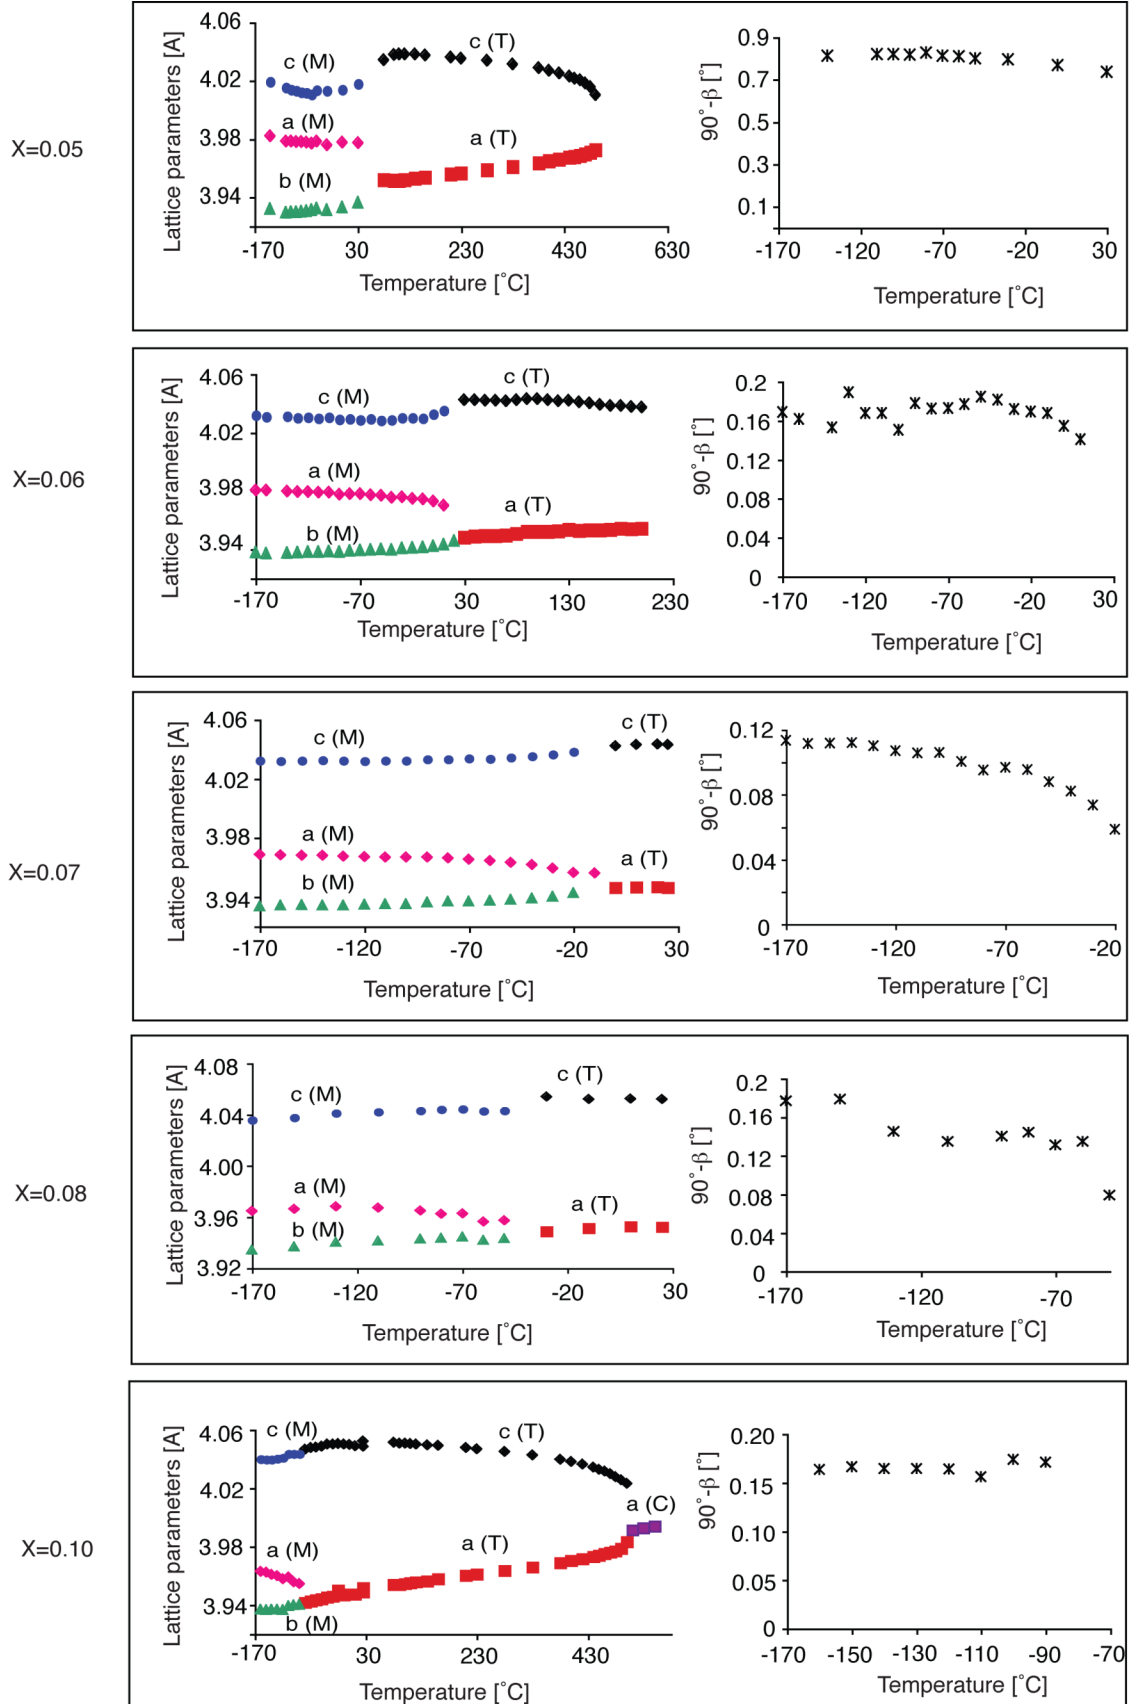 X=0.05
Lattice parameters [A]
4.06
4.02
3.98
3.94
c (M)
a (M)
b (M)
c (T)
a (T)
-170 30 230 430 630
Temperature [˚C]
90˚-β [˚]
0.9
0.7
0.5
0.3
0.1
-170 -120 -70 -20 30
Temperature [˚C]
X=0.06
Lattice parameters [A]
4.06
4.02
3.98
3.94
c (M)
a (M)
b (M)
c (T)
a (T)
-170 -70 30 130 230
Temperature [˚C]
90˚-β [˚]
0.2
0.16
0.12
0.08
0.04
0
-170 -120 -70 -20 30
Temperature [˚C]
X=0.07
Lattice parameters [A]
4.06
4.02
3.98
3.94
c (M)
a (M)
b (M)
c (T)
a (T)
-170 -120 -70 -20 30
Temperature [˚C]
90˚-β [˚]
0.12
0.08
0.04
0
-170 -120 -70 -20
Temperature [˚C]
X=0.08
Lattice parameters [A]
4.08
4.04
4.00
3.96
3.92
c (M)
a (M)
b (M)
c (T)
a (T)
-170 -120 -70 -20 30
Temperature [˚C]
90˚-β [˚]
0.2
0.16
0.12
0.08
0.04
0
-170 -120 -70
Temperature [˚C]
X=0.10
Lattice parameters [A]
4.06
4.02
3.98
3.94
c (M)
a (M)
b (M)
c (T)
a (T)
a (C)
-170 30 230 430
Temperature [˚C]
90˚-β [˚]
0.20
0.15
0.10
0.05
0
-170 -150 -130 -110 -90 -70
Temperature [˚C]